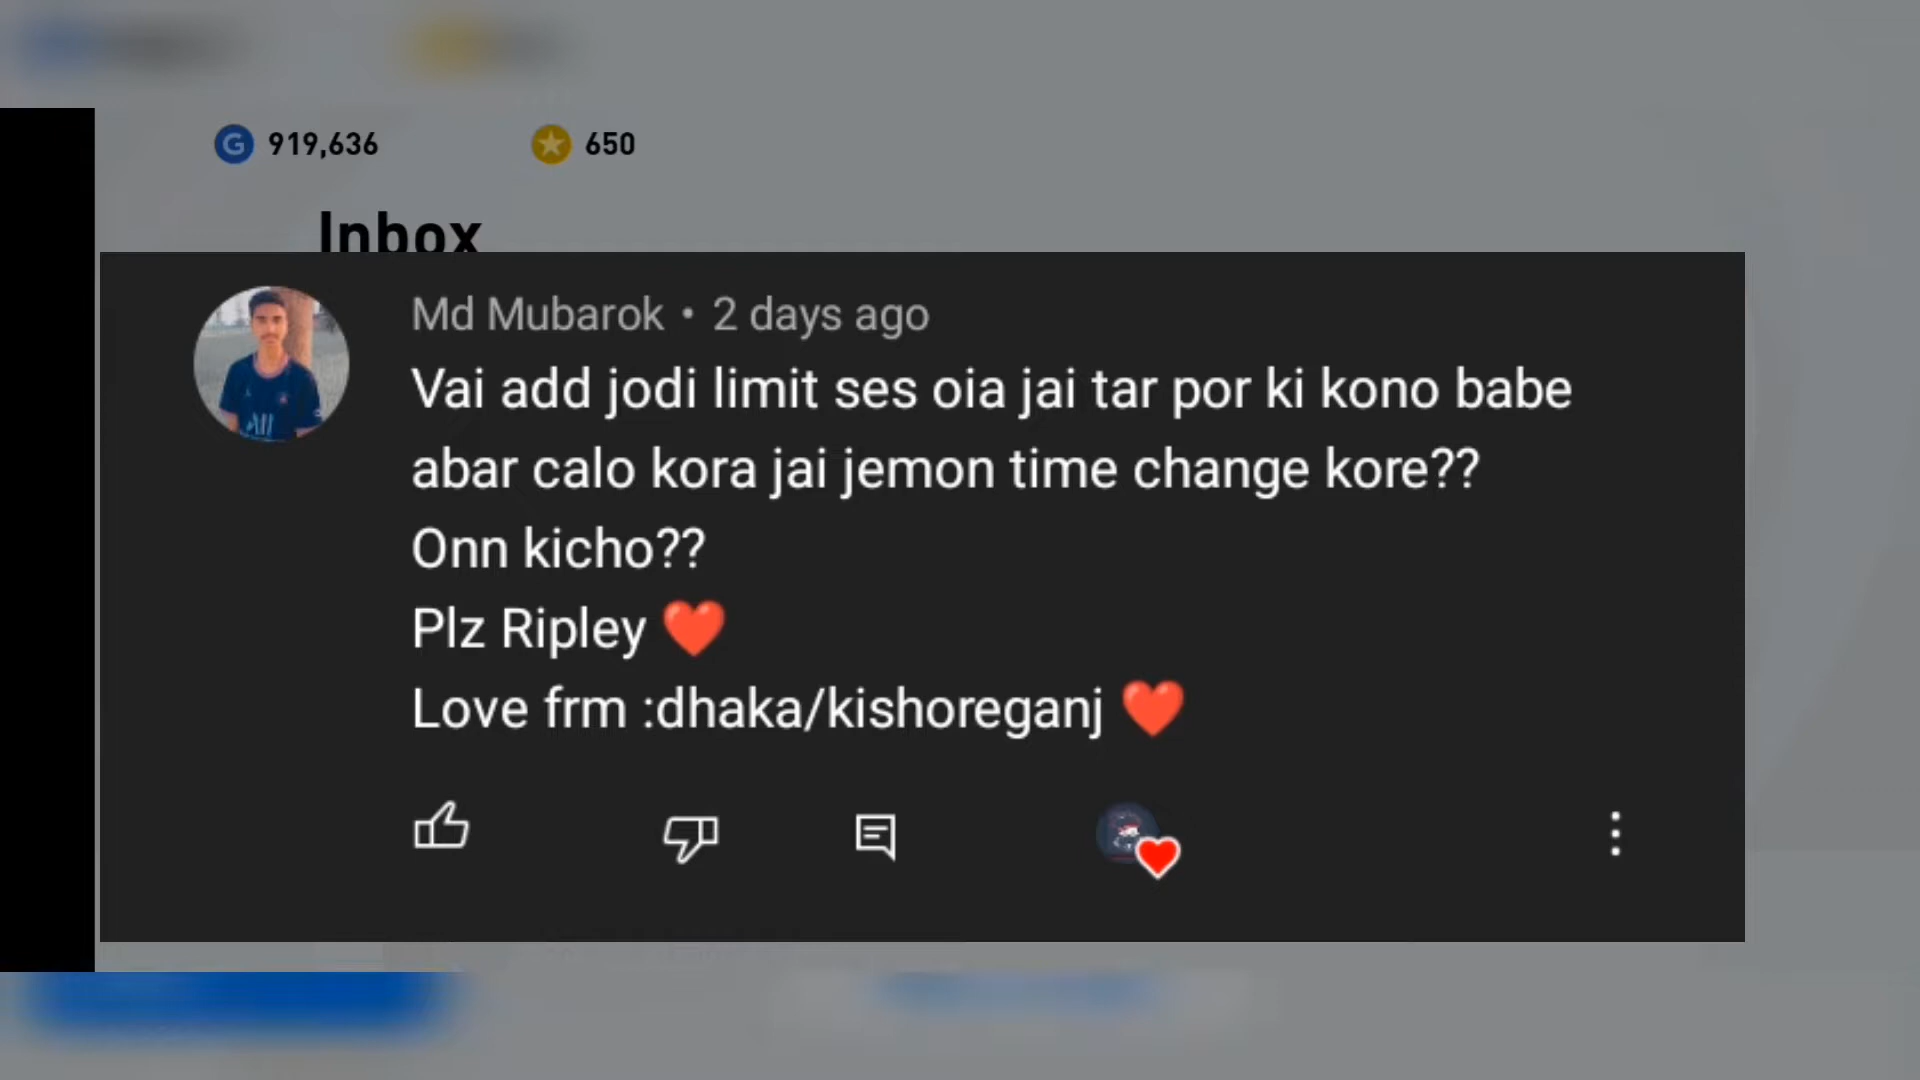 919,636
650
Inbox
Md Mubarok • 2 days ago
Vai add jodi limit ses oia jai tar por ki kono babe
abar calo kora jai jemon time change kore??
Onn kicho??
Plz Ripley ❤️
Love frm :dhaka/kishoreganj ❤️